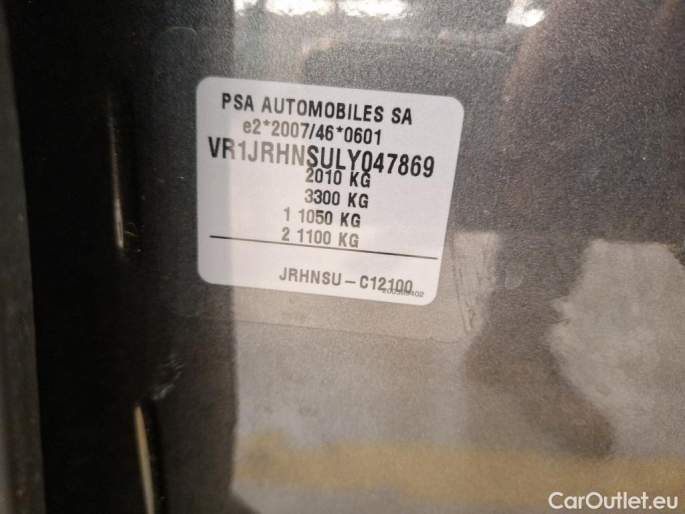 PSA AUTOMOBILES SA
e2*2007/46*0601
VR1JRHNSULY047869
2010 KG
3300 KG
1 1050 KG
2 1100 KG
JRHNSU-C12100
CarOutlet.eu